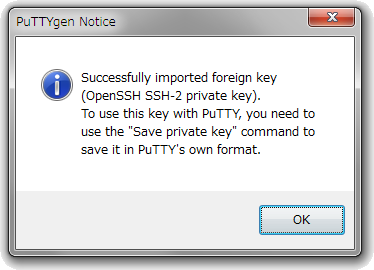 PuTTYgen Notice
Successfully imported foreign key
(OpenSSH SSH-2 private key).
To use this key with PuTTY, you need to
use the "Save private key" command to
save it in PuTTY's own format.
OK